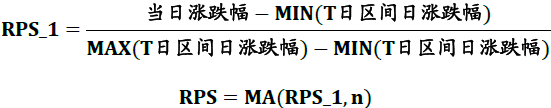 RPS_1 = 当日涨跌幅 − MIN(T日区间日涨跌幅)
MAX(T日区间日涨跌幅) − MIN(T日区间日涨跌幅)
RPS = MA(RPS_1, n)